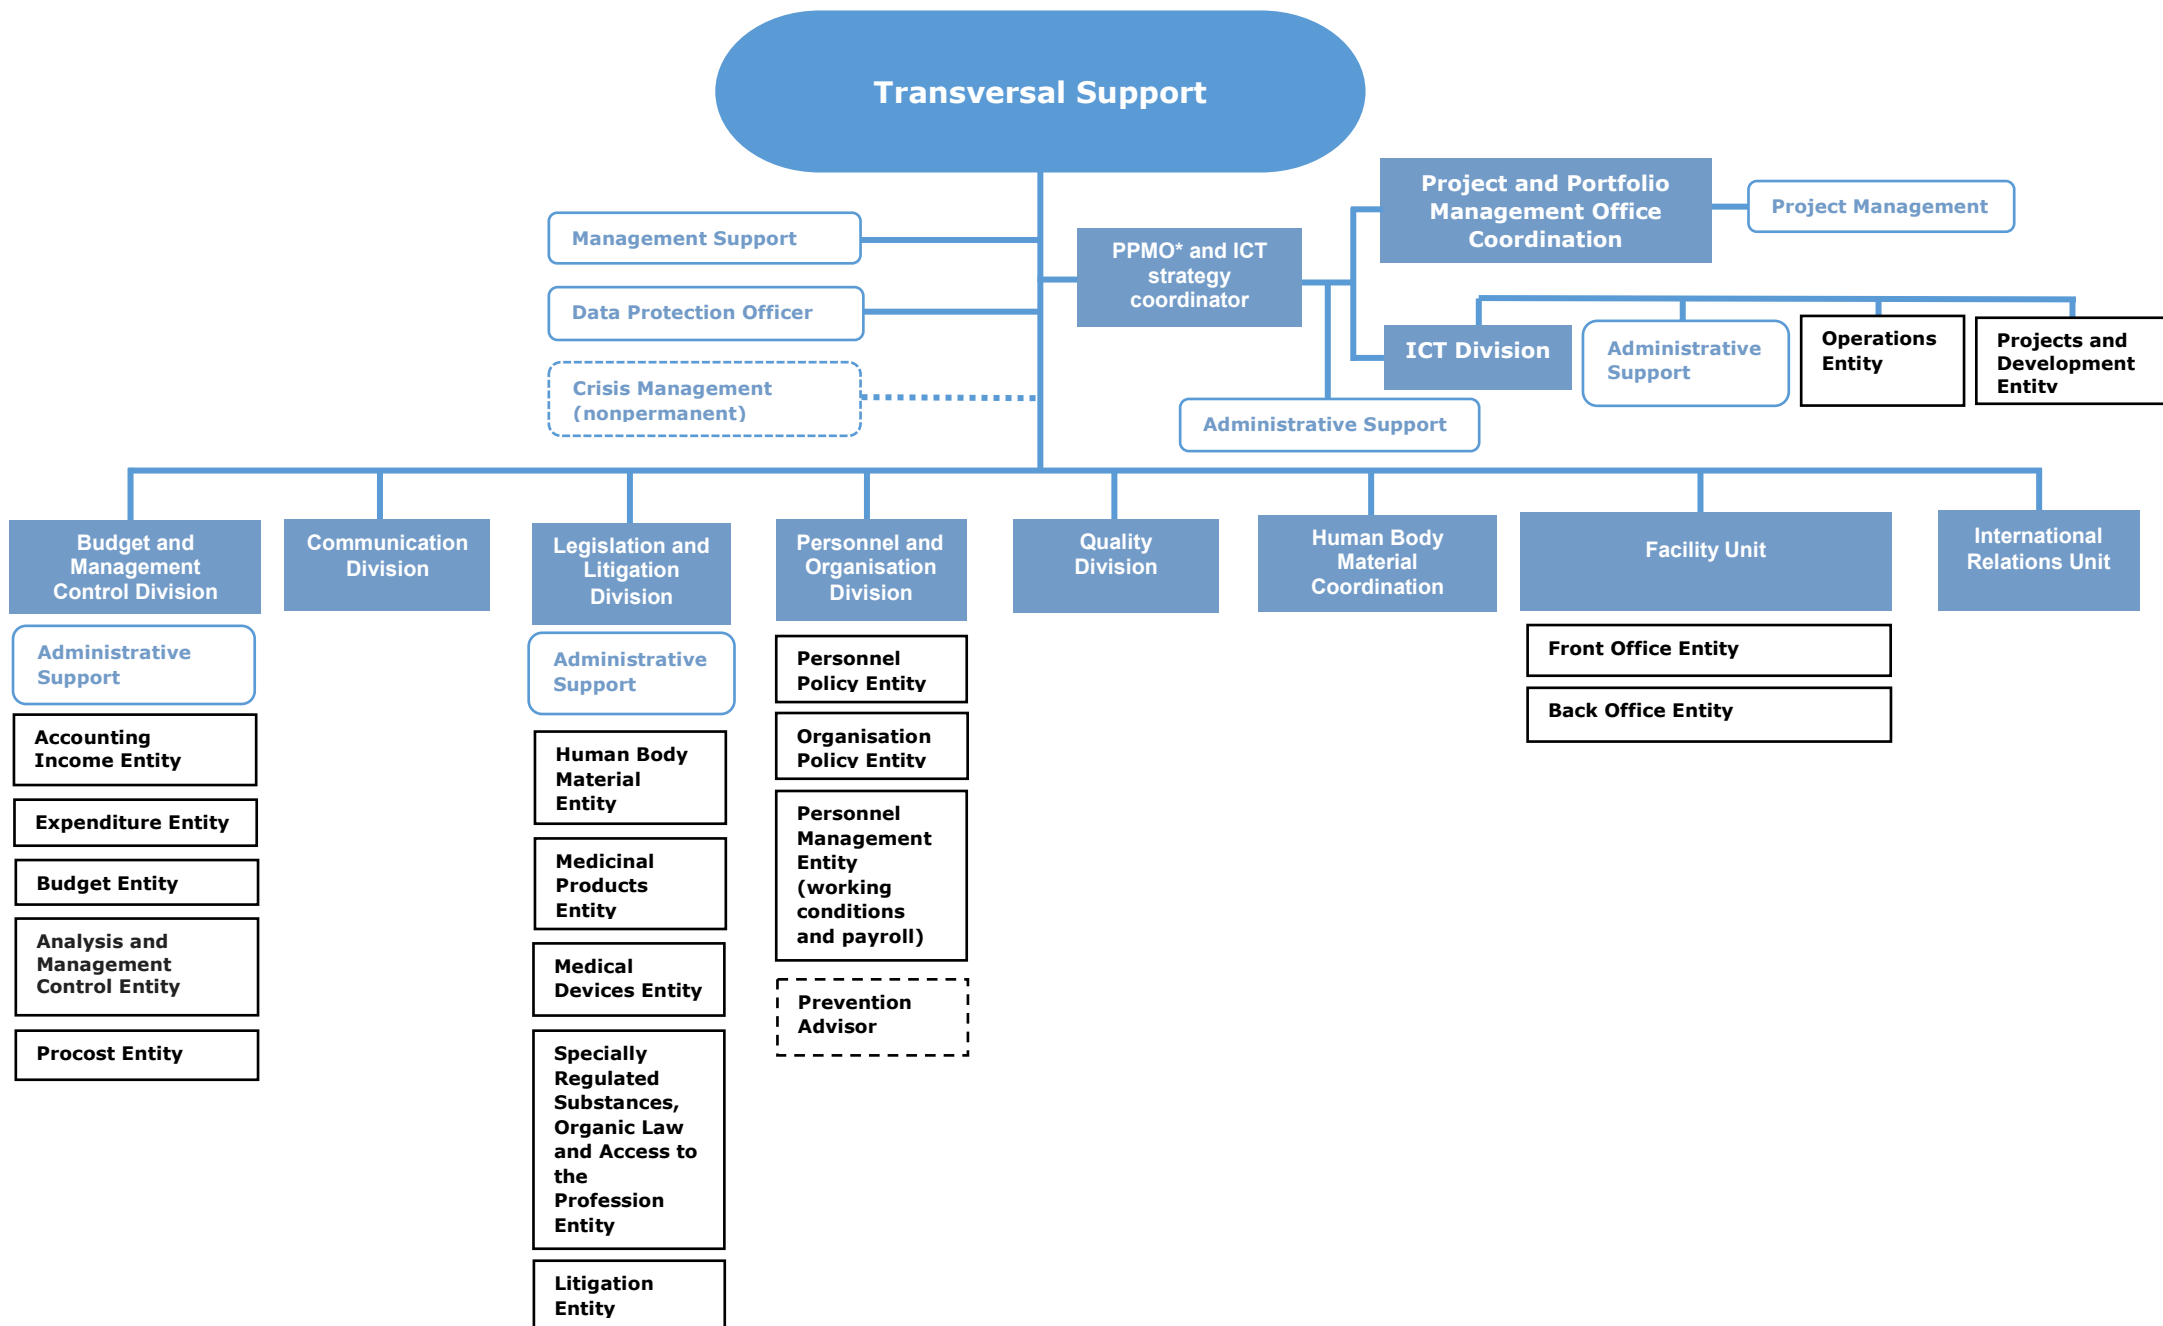 Transversal Support
Project and Portfolio
Management Office
Coordination
Project Management
Management Support
PPMO* and ICT
strategy
coordinator
Data Protection Officer
ICT Division
Administrative
Support
Operations
Entity
Projects and
Development
Entity
Crisis Management
(nonpermanent)
Administrative Support
Budget and
Management
Control Division
Communication
Division
Legislation and
Litigation
Division
Personnel and
Organisation
Division
Quality
Division
Human Body
Material
Coordination
Facility Unit
International
Relations Unit
Administrative
Support
Accounting
Income Entity
Expenditure Entity
Budget Entity
Analysis and
Management
Control Entity
Procost Entity
Administrative
Support
Human Body
Material
Entity
Medicinal
Products
Entity
Medical
Devices Entity
Specially
Regulated
Substances,
Organic Law
and Access to
the
Profession
Entity
Litigation
Entity
Personnel
Policy Entity
Organisation
Policy Entity
Personnel
Management
Entity
(working
conditions
and payroll)
Prevention
Advisor
Front Office Entity
Back Office Entity